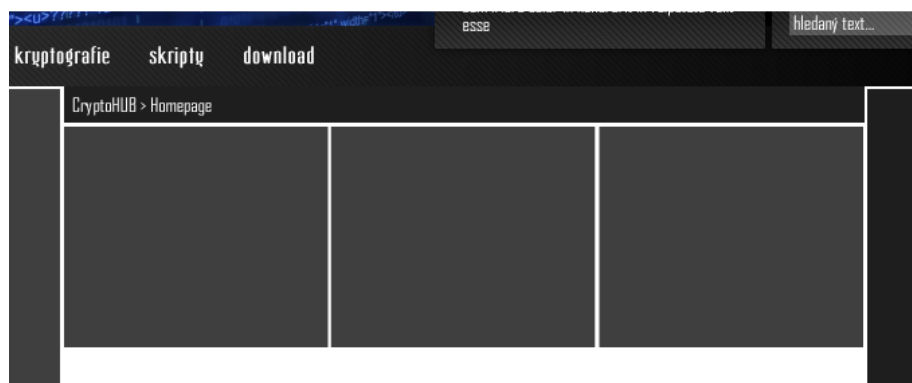 esse
hledaný text...
kryptografie skripty download
CryptoHUB > Homepage